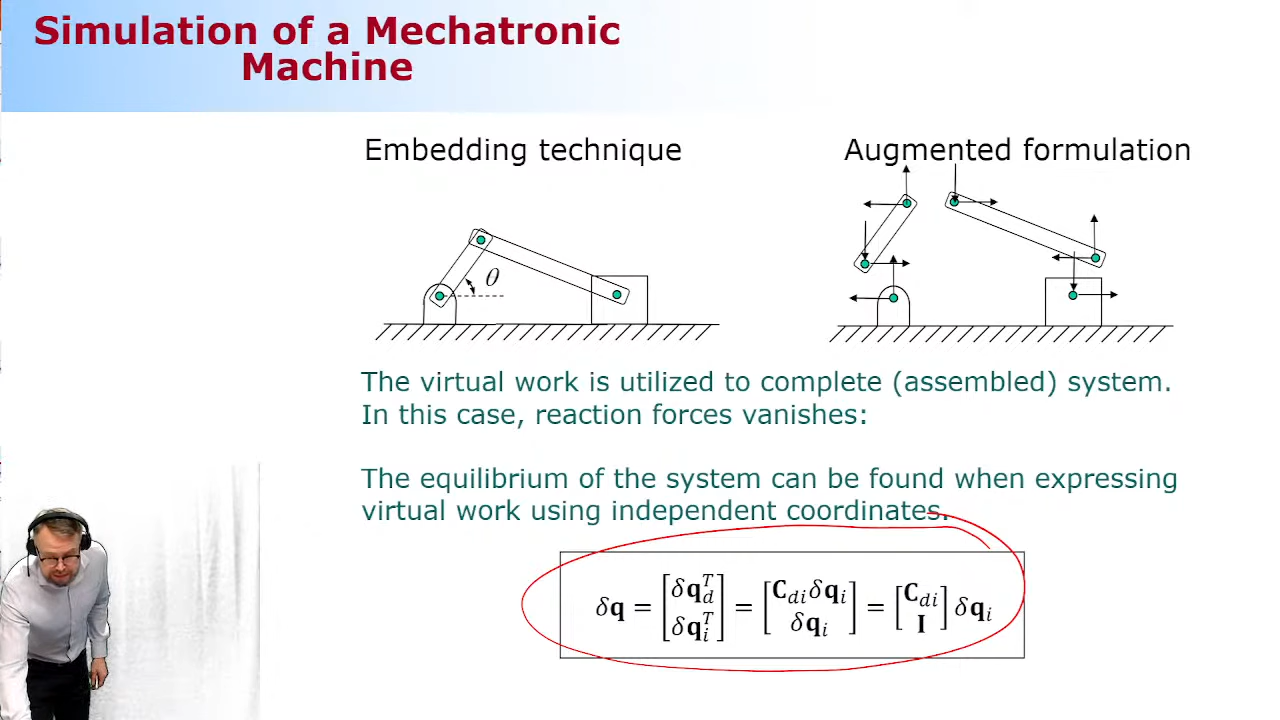 Simulation of a Mechatronic
Machine
Embedding technique
Augmented formulation
θ
The virtual work is utilized to complete (assembled) system.
In this case, reaction forces vanishes:
The equilibrium of the system can be found when expressing
virtual work using independent coordinates.
δ𝐪 = [δ𝐪_d^T; δ𝐪_i^T] = [𝐂_di δ𝐪_i; δ𝐪_i] = [𝐂_di; 𝐈] δ𝐪_i